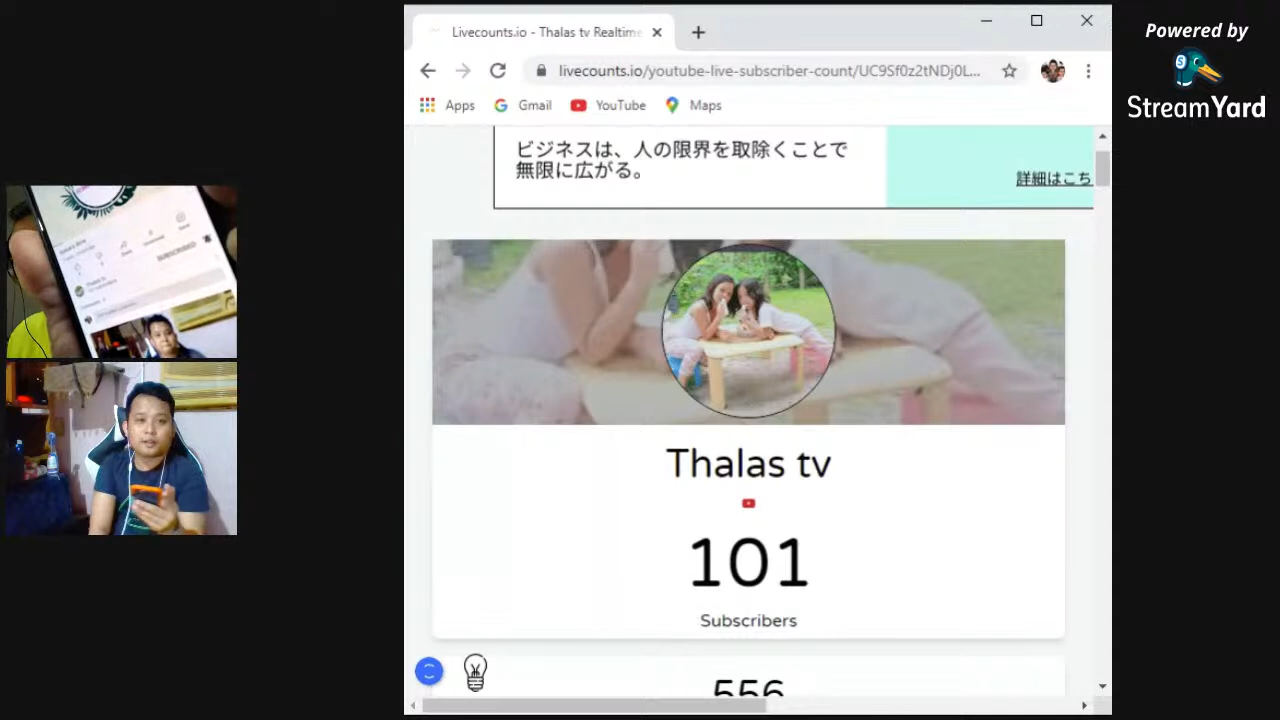 Livecounts.io - Thalas tv Realtime
livecounts.io/youtube-live-subscriber-count/UC9Sf0z2tNDj0L...
Apps Gmail YouTube Maps
ビジネスは、人の限界を取除くことで
無限に広がる。
詳細はこち
Thalas tv
101
Subscribers
556
Powered by
StreamYard